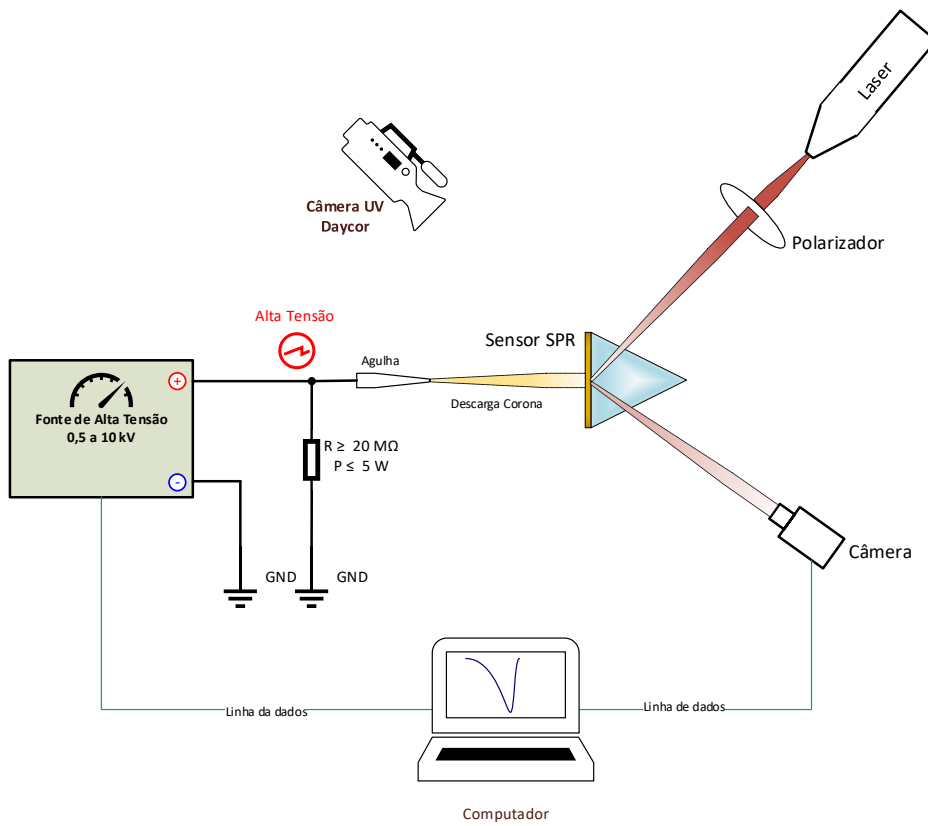 Laser
Câmera UV
Daycor
Polarizador
Alta Tensão
Sensor SPR
Agulha
Descarga Corona
+
Fonte de Alta Tensão
0,5 a 10 kV
-
R ≥ 20 MΩ
P ≤ 5 W
Câmera
GND
GND
Linha da dados
Linha de dados
Computador